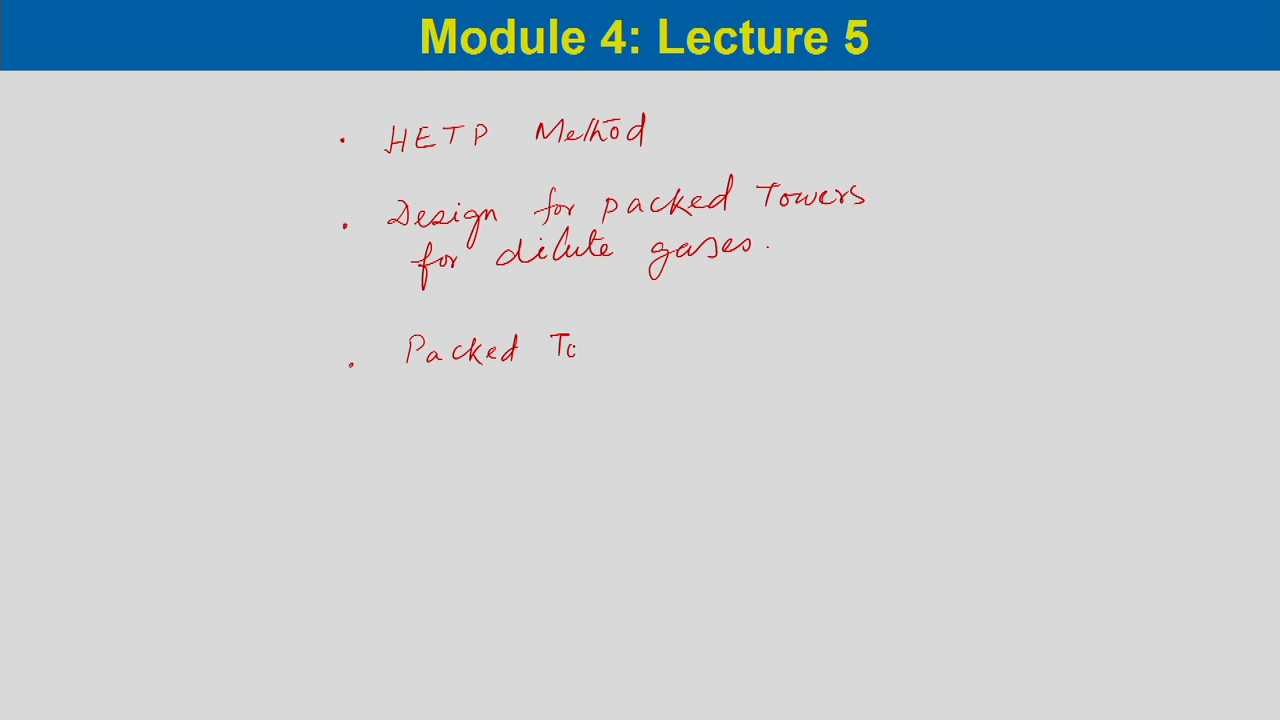 Module 4: Lecture 5
. HETP Method
. Design for packed Towers
for dilute gases.
. Packed To